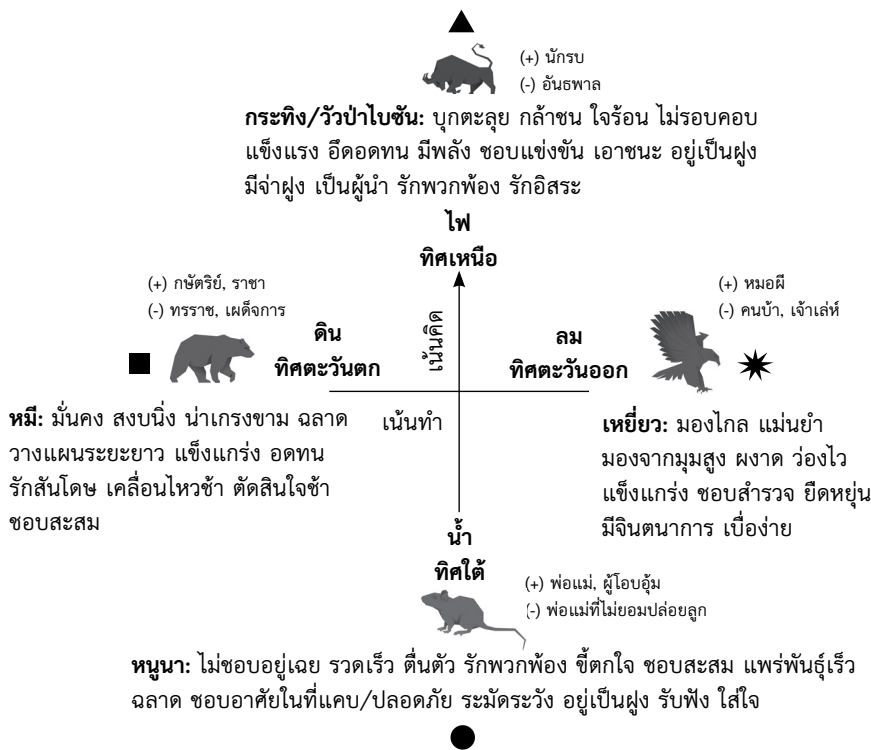 (+) นักรบ
(-) อันธพาล
กระทิง/วัวป่าไบซัน: บุกตะลุย กล้าชน ใจร้อน ไม่รอบคอบ
แข็งแรง อึดอดทน มีพลัง ชอบแข่งขัน เอาชนะ อยู่เป็นฝูง
มีจ่าฝูง เป็นผู้นำ รักพวกพ้อง รักอิสระ
ไฟ
ทิศเหนือ
เน้นคิด
(+) กษัตริย์, ราชา
(-) ทรราช, เผด็จการ
ดิน
ทิศตะวันตก
ลม
ทิศตะวันออก
(+) หมอผี
(-) คนบ้า, เจ้าเล่ห์
หมี: มั่นคง สงบนิ่ง น่าเกรงขาม ฉลาด
วางแผนระยะยาว แข็งแกร่ง อดทน
รักสันโดษ เคลื่อนไหวช้า ตัดสินใจช้า
ชอบสะสม
เน้นทำ
เหยี่ยว: มองไกล แม่นยำ
มองจากมุมสูง ผงาด ว่องไว
แข็งแกร่ง ชอบสำรวจ ยืดหยุ่น
มีจินตนาการ เบื่อง่าย
น้ำ
ทิศใต้
(+) พ่อแม่, ผู้โอบอุ้ม
(-) พ่อแม่ที่ไม่ยอมปล่อยลูก
หนูนา: ไม่ชอบอยู่เฉย รวดเร็ว ตื่นตัว รักพวกพ้อง ขี้ตกใจ ชอบสะสม แพร่พันธุ์เร็ว
ฉลาด ชอบอาศัยในที่แคบ/ปลอดภัย ระมัดระวัง อยู่เป็นฝูง รับฟัง ใส่ใจ